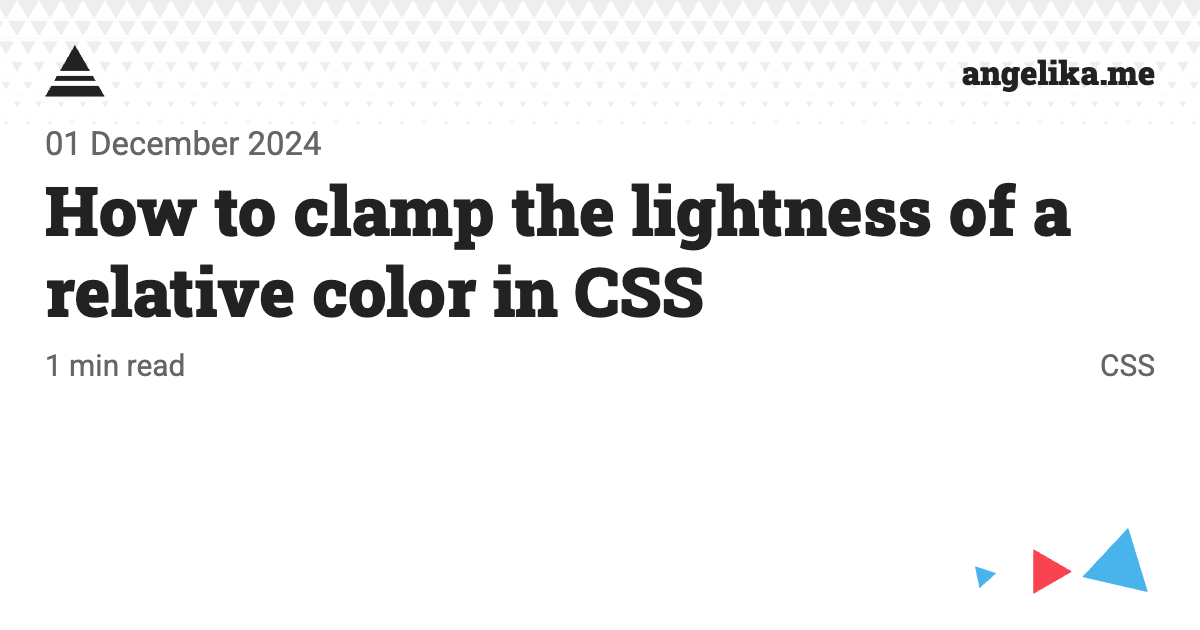 angelika.me
01 December 2024
How to clamp the lightness of a
relative color in CSS
1 min read
CSS